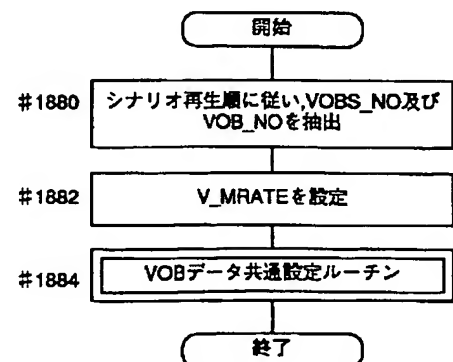 開始
#1880
シナリオ再生順に従い,VOBS_NO及び
VOB_NOを抽出
#1882
V_MRATEを設定
#1884
VOBデータ共通設定ルーチン
終了